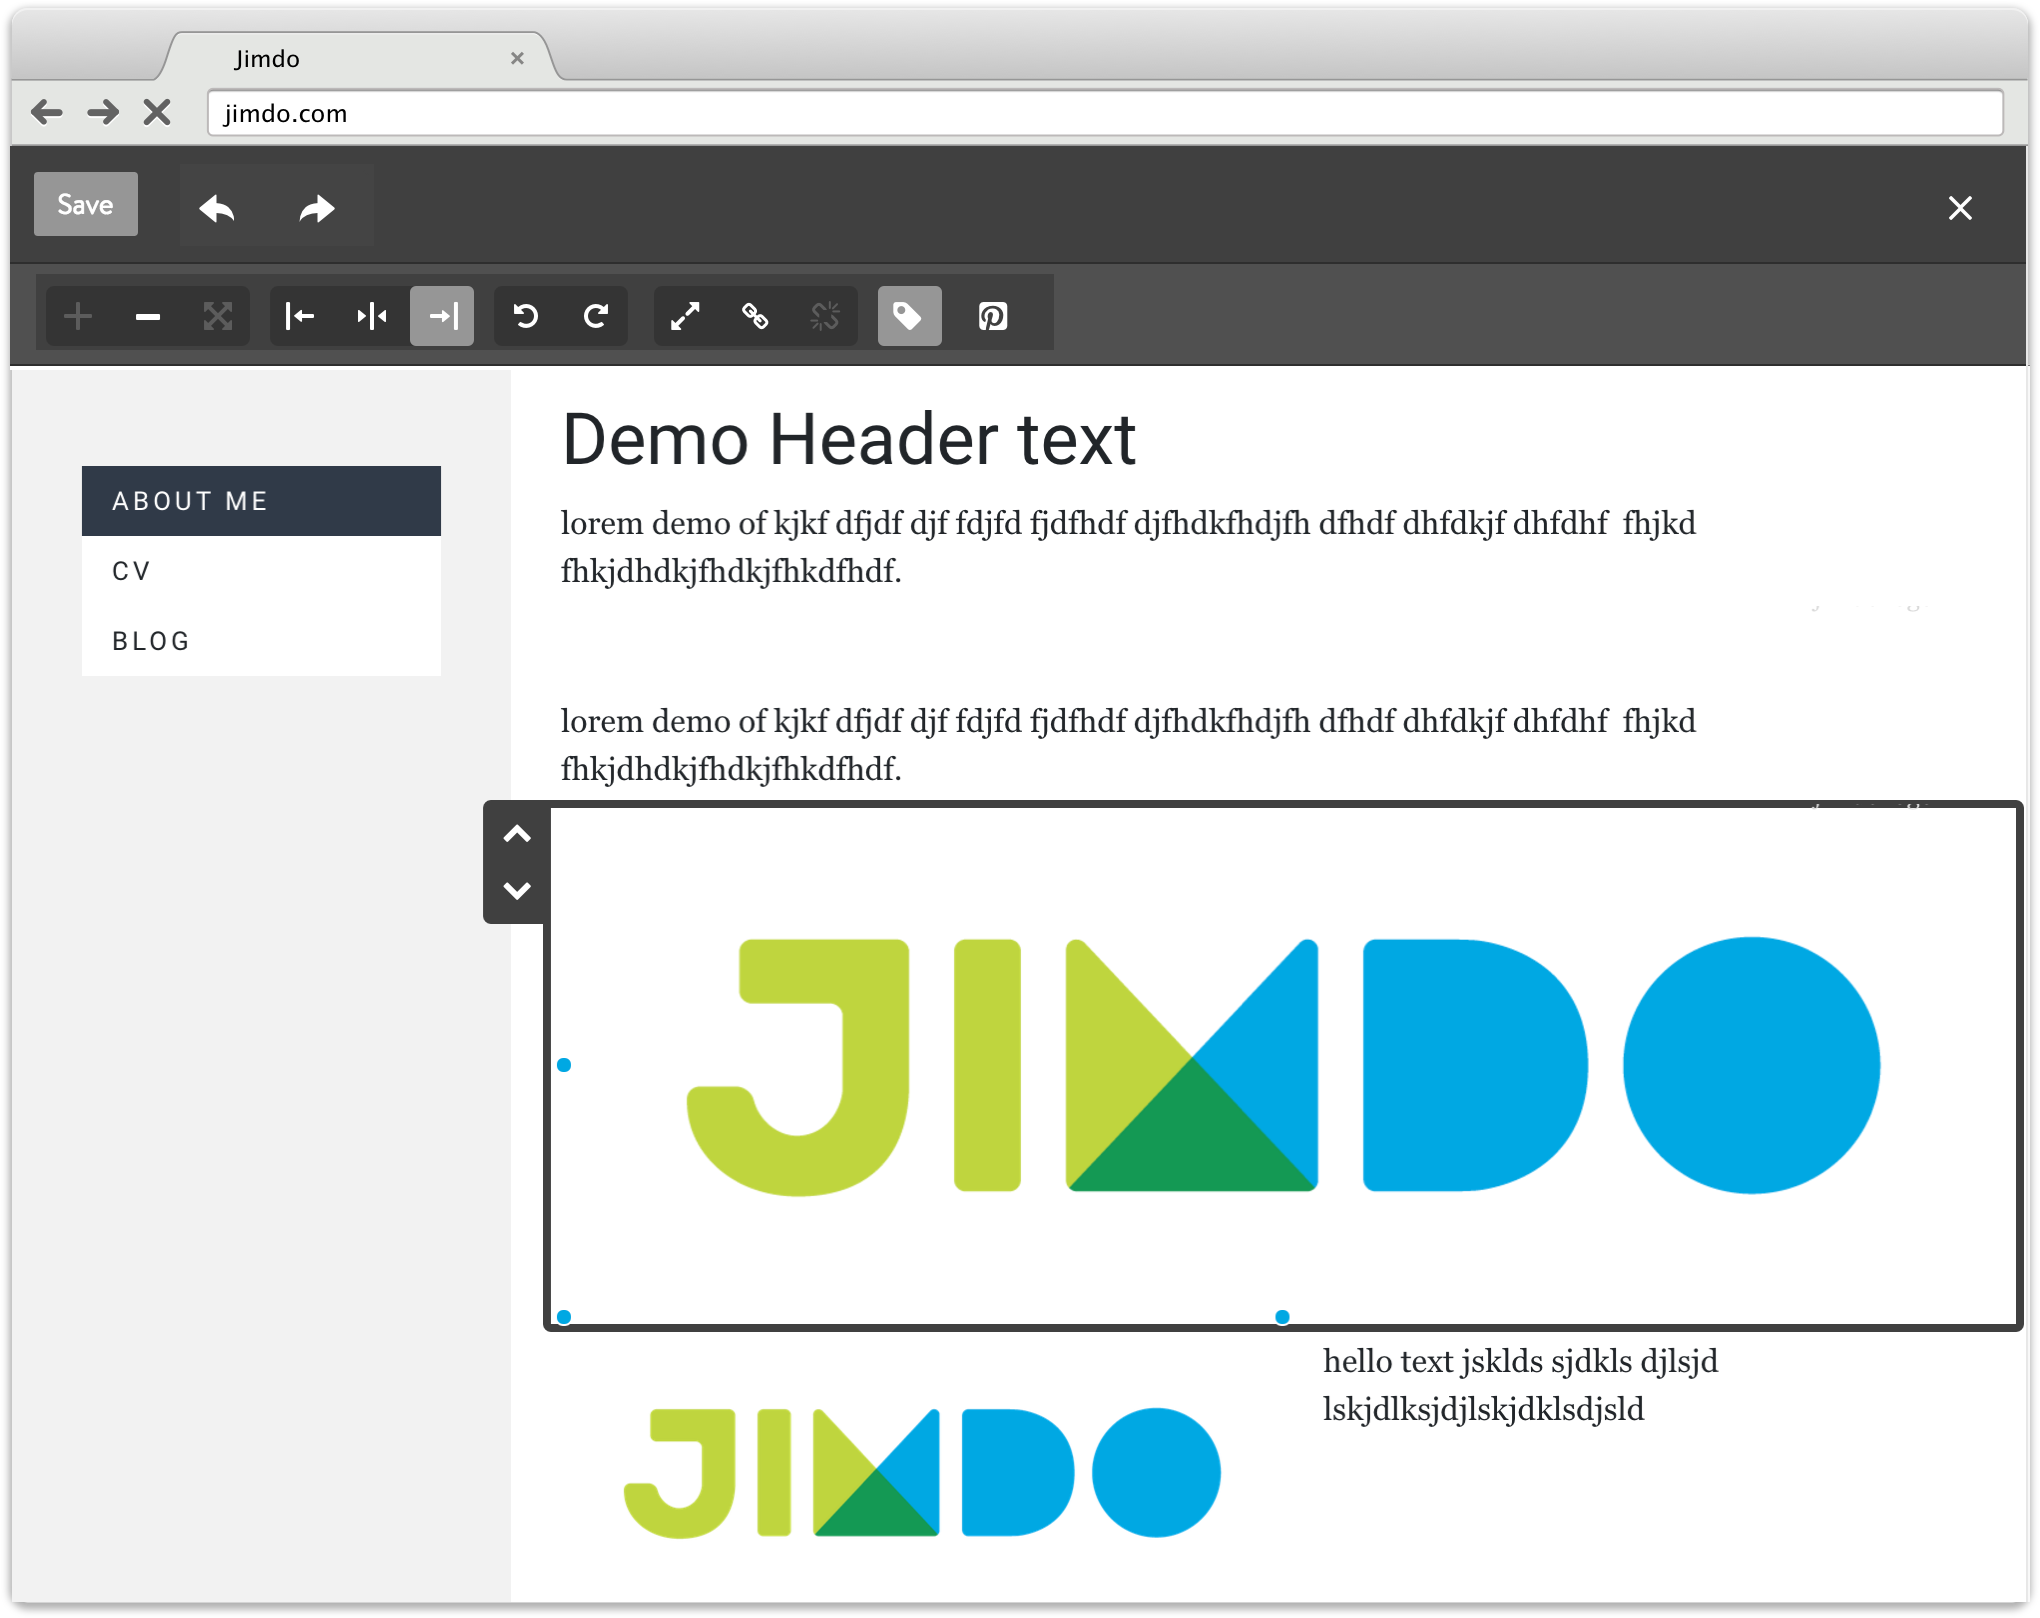 Jimdo
jimdo.com
Save
Demo Header text
ABOUT ME
lorem demo of kjkf dfjdf djf fdjfd fjdfhdf djfhdkfhdjfh dfhdf dhfdkjf dhfdhf  fhjkd
fhkjdhdkjfhdkjfhkdfhdf.
CV
BLOG
lorem demo of kjkf dfjdf djf fdjfd fjdfhdf djfhdkfhdjfh dfhdf dhfdkjf dhfdhf  fhjkd
fhkjdhdkjfhdkjfhkdfhdf.
JIMDO
hello text jsklds sjdkls djlsjd
lskjdlksjdjlskjdklsdjsld
JIMDO